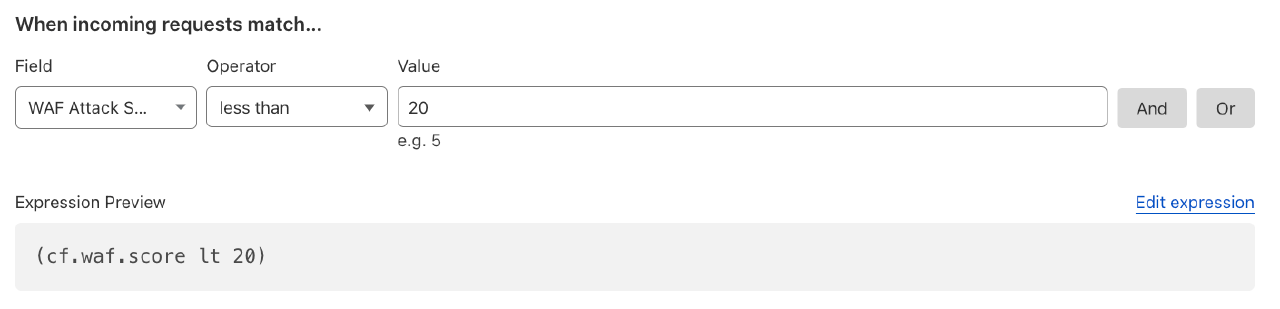 When incoming requests match...
Field Operator Value
WAF Attack S... less than 20 And Or
e.g. 5
Expression Preview Edit expression
(cf.waf.score lt 20)